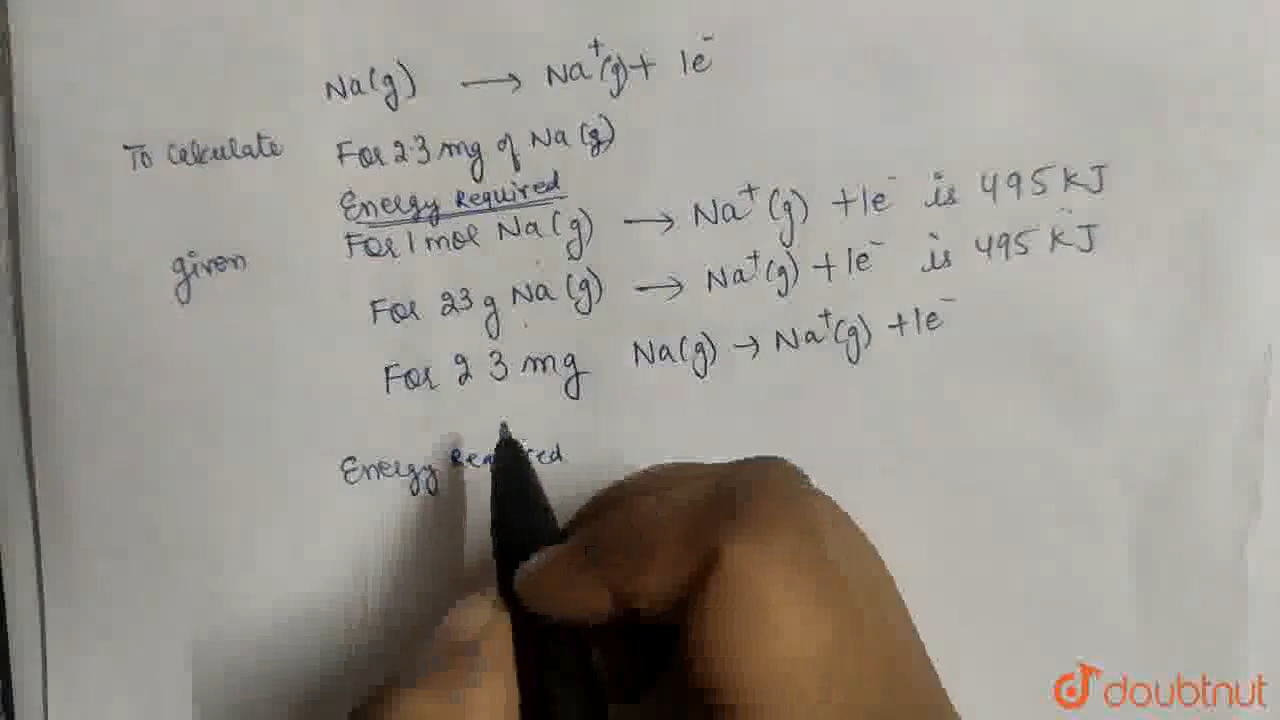 Na(g) → Na⁺(g) + 1e⁻
To Calculate For 2.3 mg of Na (g)
Energy Required
given For 1 mol Na (g) → Na⁺ (g) + 1e⁻ is 495 KJ
For 23 g Na (g) → Na⁺(g) + 1e⁻ is 495 KJ
For 2 3 mg Na(g) → Na⁺(g) + 1e⁻
Energy
doubtnut